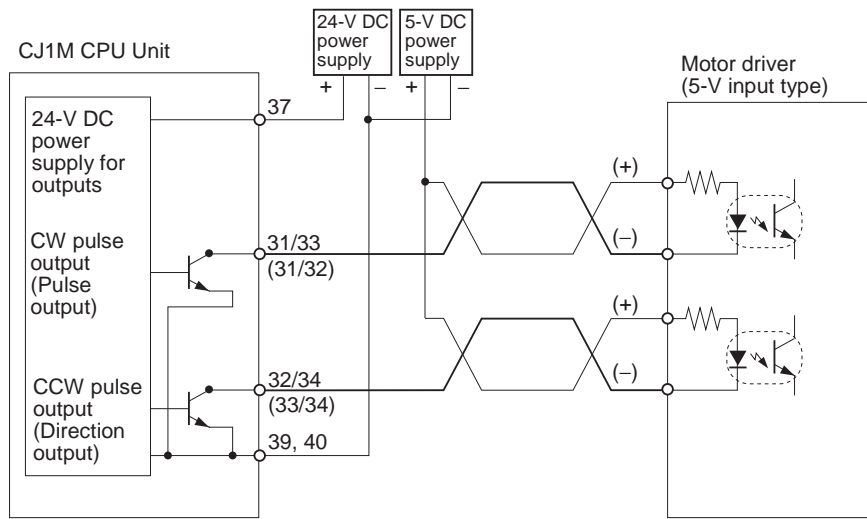 CJ1M CPU Unit
24-V DC
power
supply
+ −
5-V DC
power
supply
+ −
Motor driver
(5-V input type)
24-V DC
power
supply for
outputs
37
CW pulse
output
(Pulse
output)
31/33
(31/32)
(+)
(−)
CCW pulse
output
(Direction
output)
32/34
(33/34)
(+)
(−)
39, 40